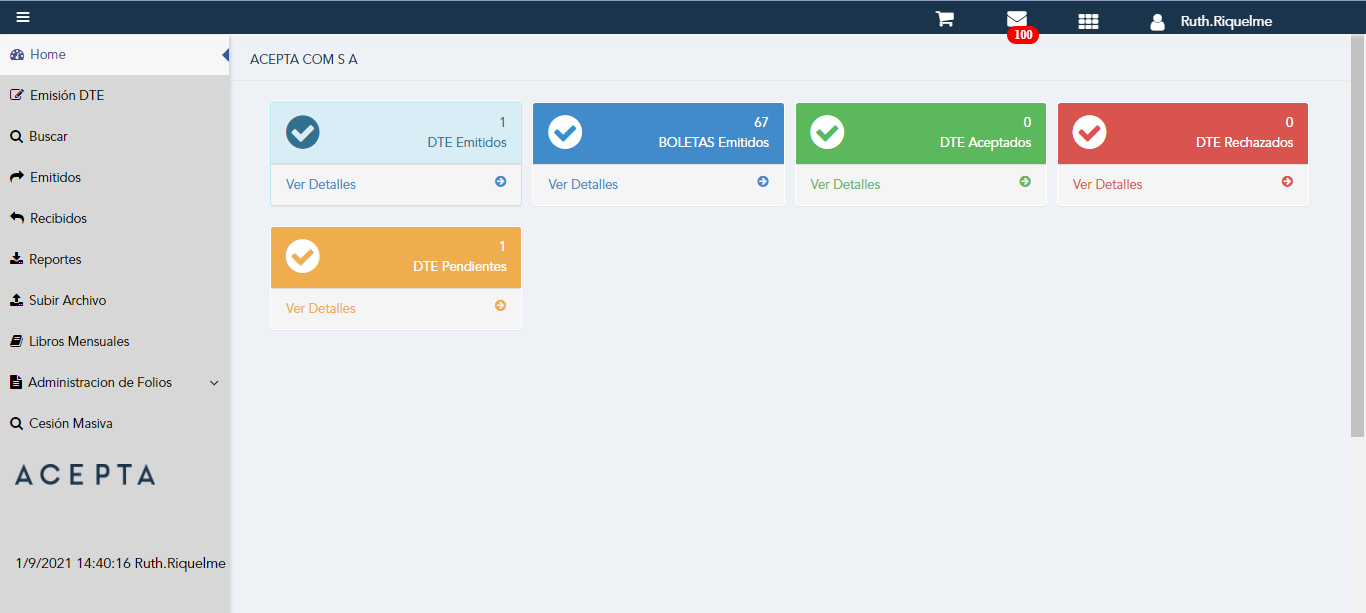 100
Ruth.Riquelme
Home
Emisión DTE
Buscar
Emitidos
Recibidos
Reportes
Subir Archivo
Libros Mensuales
Administracion de Folios
Cesión Masiva
ACEPTA
1/9/2021 14:40:16 Ruth.Riquelme
ACEPTA COM S A
1
DTE Emitidos
Ver Detalles
67
BOLETAS Emitidos
Ver Detalles
0
DTE Aceptados
Ver Detalles
0
DTE Rechazados
Ver Detalles
1
DTE Pendientes
Ver Detalles